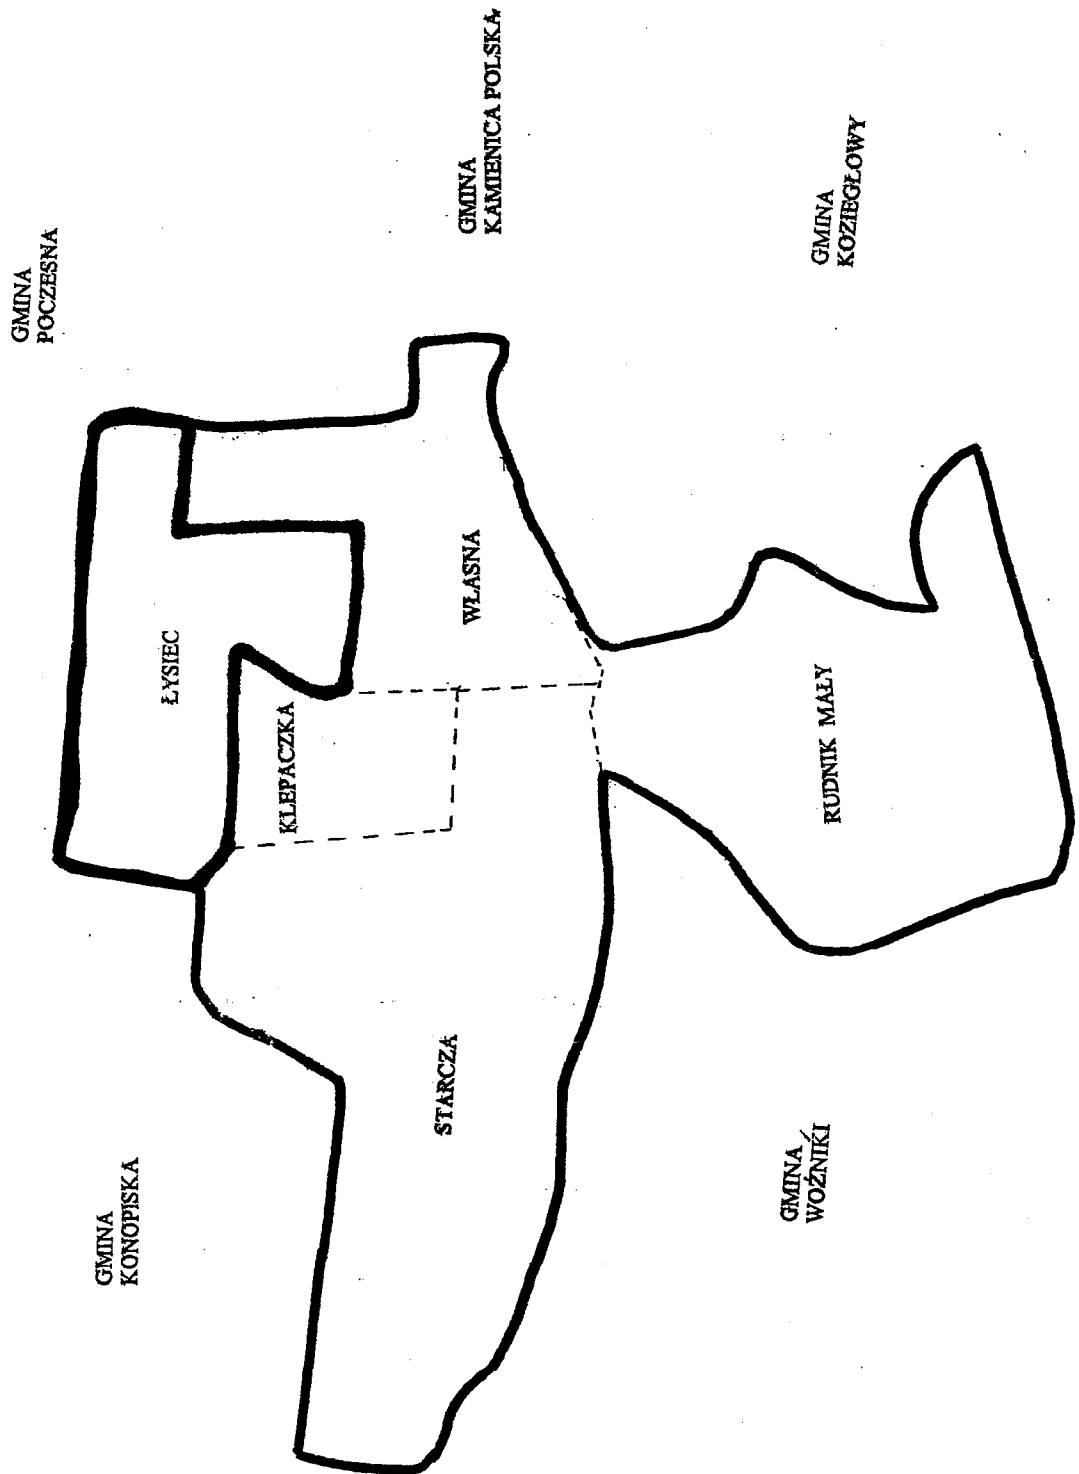 GMINA
POCZESNA
GMINA
KAMIENICA POLSKA
GMINA
KOZIEGŁOWY
ŁYSIEC
WŁASNA
KLEPACZKA
RUDNIK MAŁY
STARCZA
GMINA
KONOPISKA
GMINA
WOŹNIKI